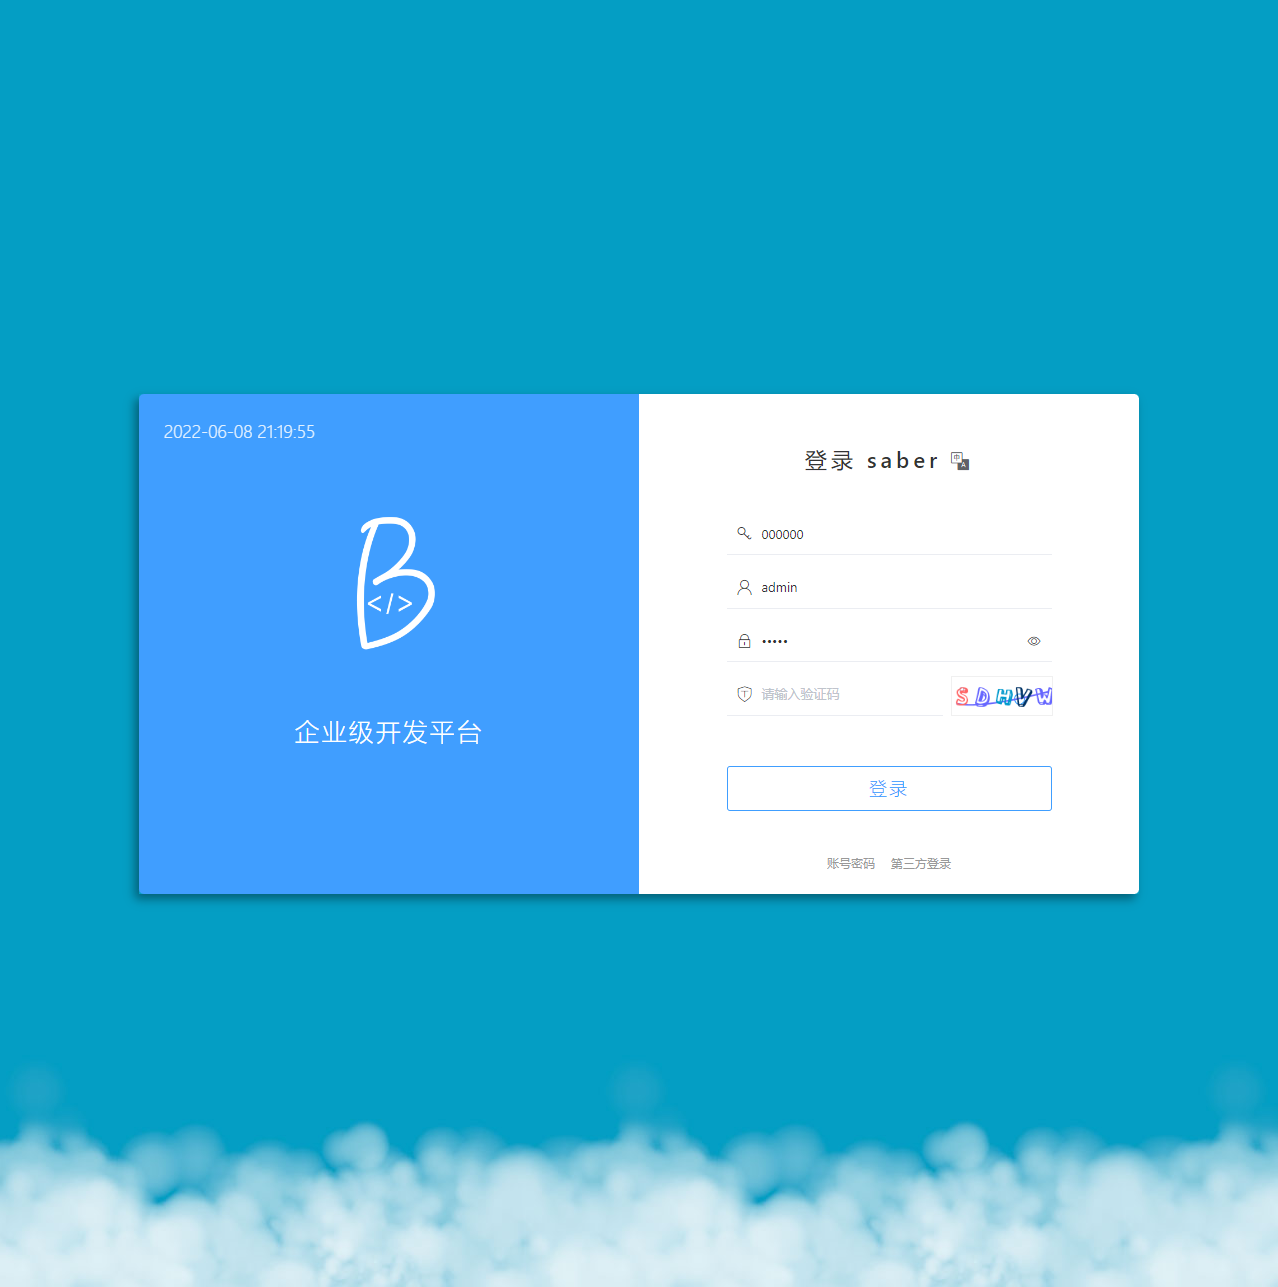 2022-06-08 21:19:55
B
</>
企业级开发平台
登录 saber
中 A
000000
admin
•••••
请输入验证码
SDHVW
登录
账号密码 第三方登录